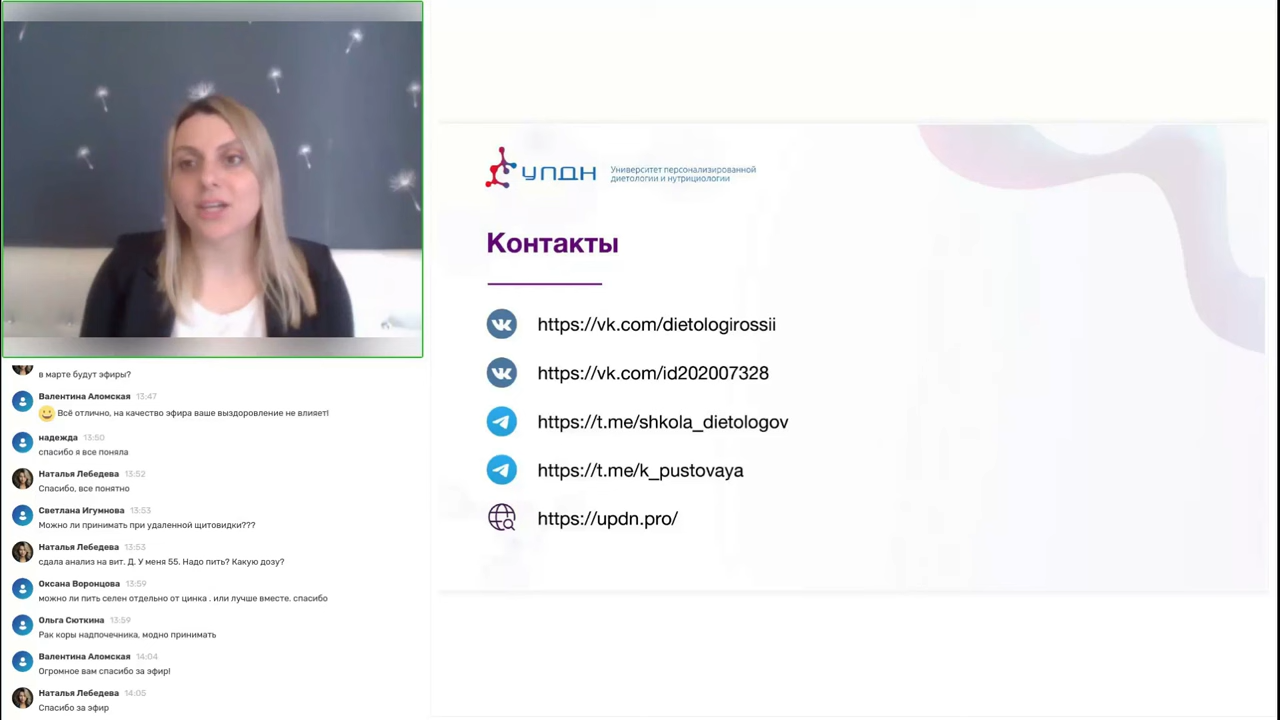 в марте будут эфиры?
Валентина Аломская 13:47
😀 Всё отлично, на качество эфира ваше выздоровление не влияет!
надежда 13:50
спасибо я все поняла
Наталья Лебедева 13:52
Спасибо, все понятно
Светлана Игумнова 13:53
Можно ли принимать при удаленной щитовидки???
Наталья Лебедева 13:53
сдала анализ на вит. Д. У меня 55. Надо пить? Какую дозу?
Оксана Воронцова 13:59
можно ли пить селен отдельно от цинка . или лучше вместе. спасибо
Ольга Сюткина 13:59
Рак коры надпочечника, модно принимать
Валентина Аломская 14:04
Огромное вам спасибо за эфир!
Наталья Лебедева 14:05
Спасибо за эфир
УПДН
Университет персонализированной
диетологии и нутрициологии
Контакты
https://vk.com/dietologirossii
https://vk.com/id202007328
https://t.me/shkola_dietologov
https://t.me/k_pustovaya
https://updn.pro/